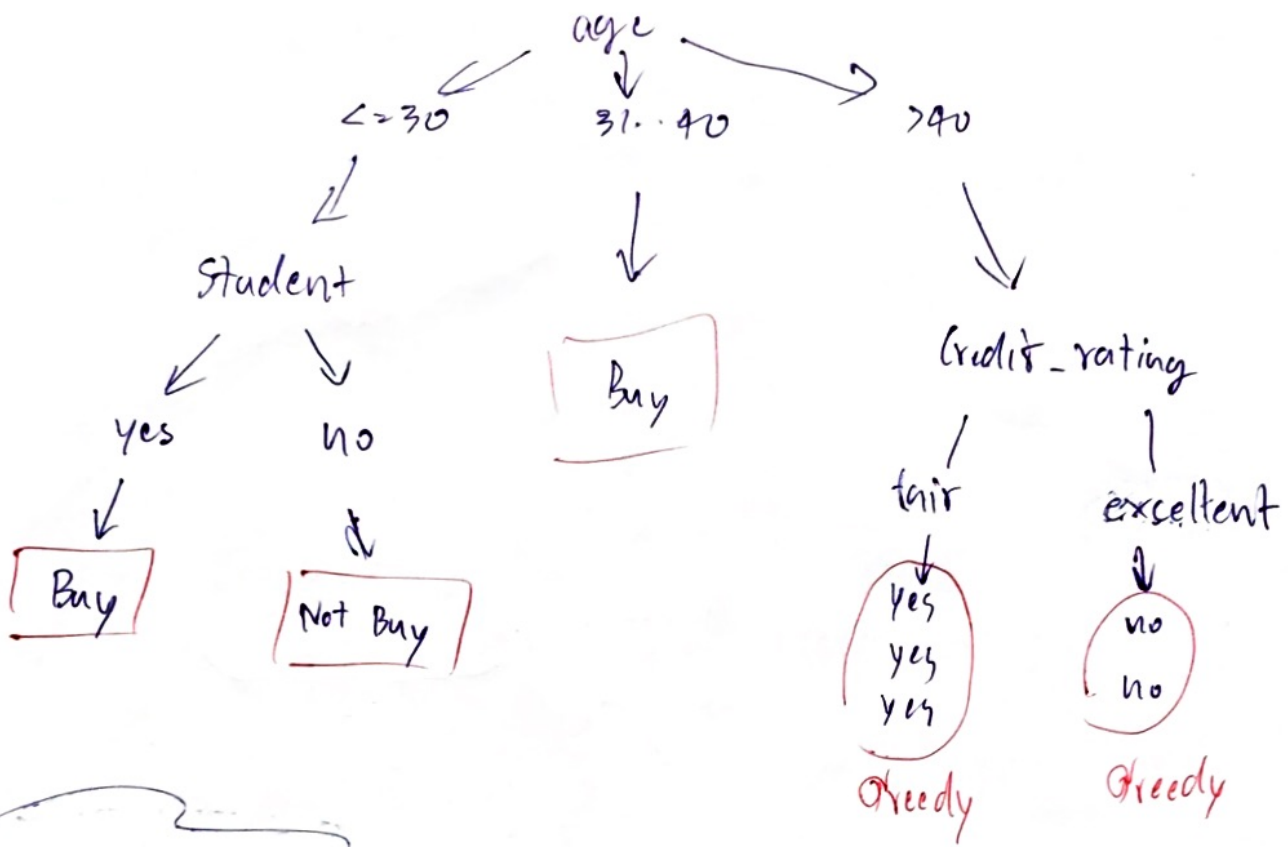 age
<=30 31..40 >40
Student
Credit_rating
Buy
yes no
fair excellent
Buy
Not Buy
yes
yes
yes
no
no
Greedy Greedy